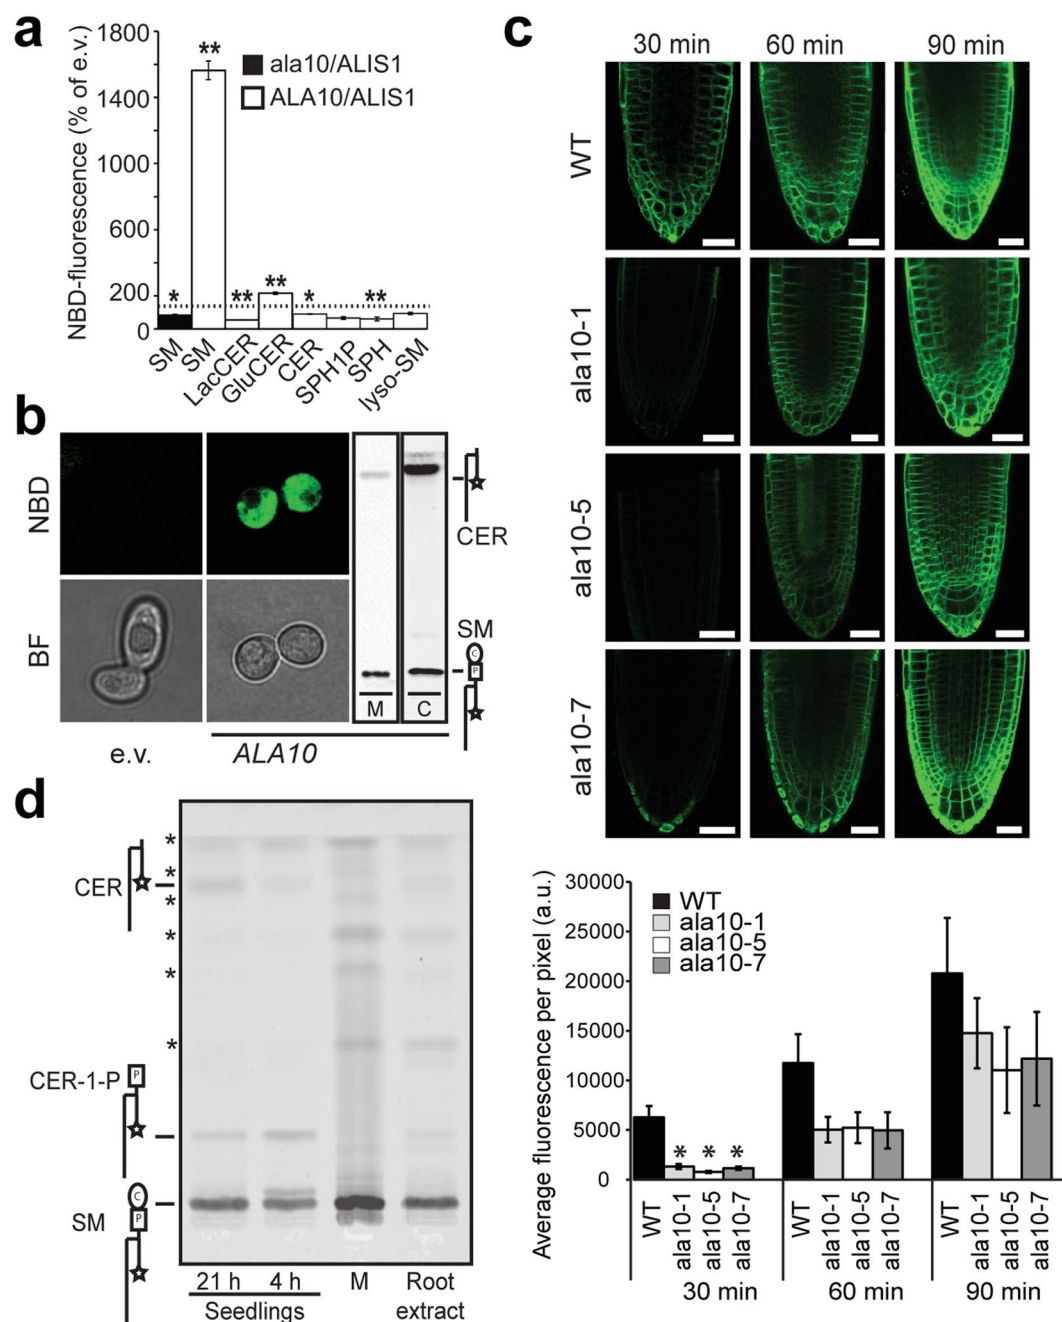 a
NBD-fluorescence (% of e.v.)
1800
1400
1000
600
200
0
**
ala10/ALIS1
ALA10/ALIS1
*
**
**
*
**
SM
SM
LacCER
GluCER
CER
SPH1P
SPH
lyso-SM
b
NBD
BF
e.v.
ALA10
M
C
CER
SM
C
P
c
30 min
60 min
90 min
WT
ala10-1
ala10-5
ala10-7
Average fluorescence per pixel (a.u.)
30000
25000
20000
15000
10000
5000
0
WT
ala10-1
ala10-5
ala10-7
* * *
WT
ala10-1
ala10-5
ala10-7
WT
ala10-1
ala10-5
ala10-7
WT
ala10-1
ala10-5
ala10-7
30 min
60 min
90 min
d
CER
*
*
*
*
*
*
CER-1-P
P
SM
C
P
21 h
4 h
M
Root
extract
Seedlings